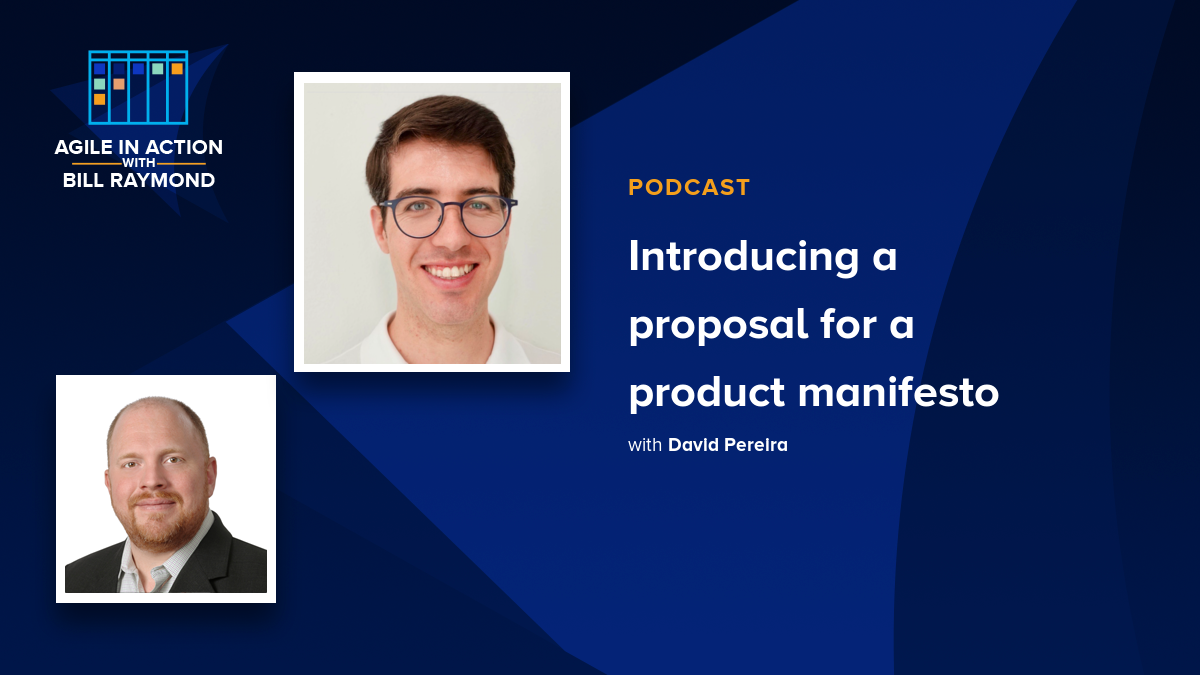 AGILE IN ACTION
WITH
BILL RAYMOND
PODCAST
Introducing a
proposal for a
product manifesto
with David Pereira